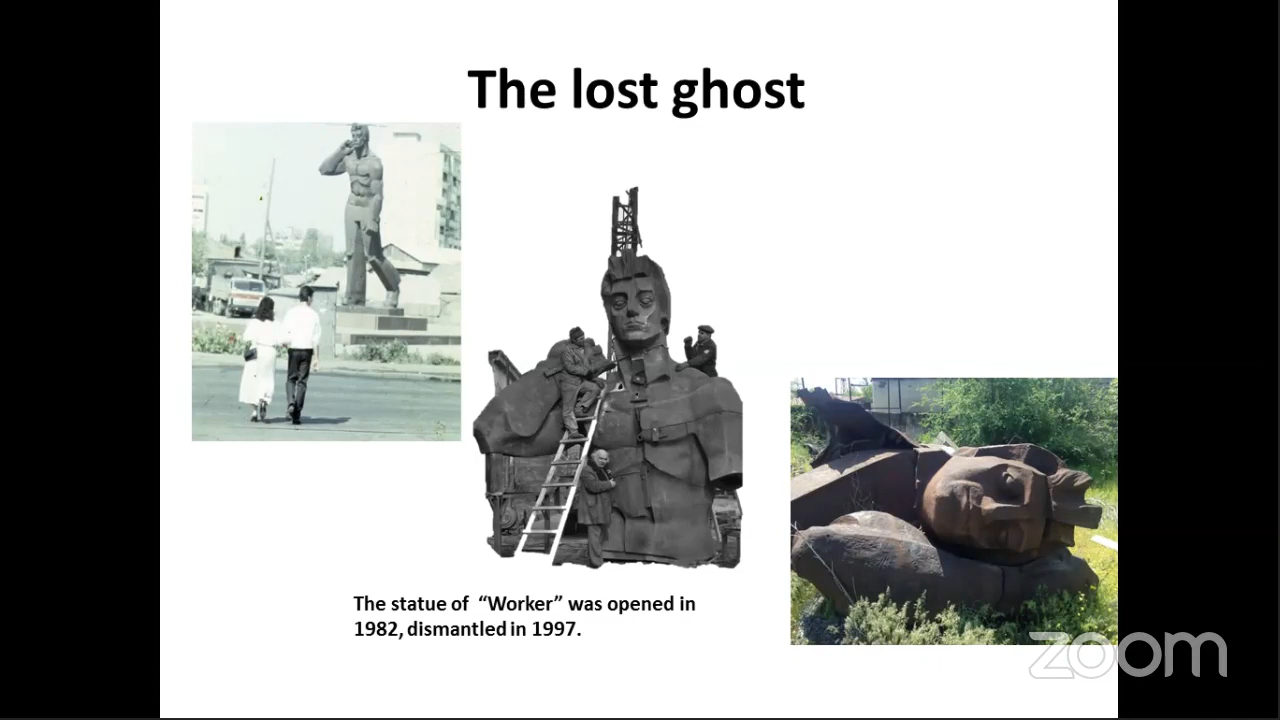 The lost ghost
The statue of “Worker” was opened in
1982, dismantled in 1997.
zoom